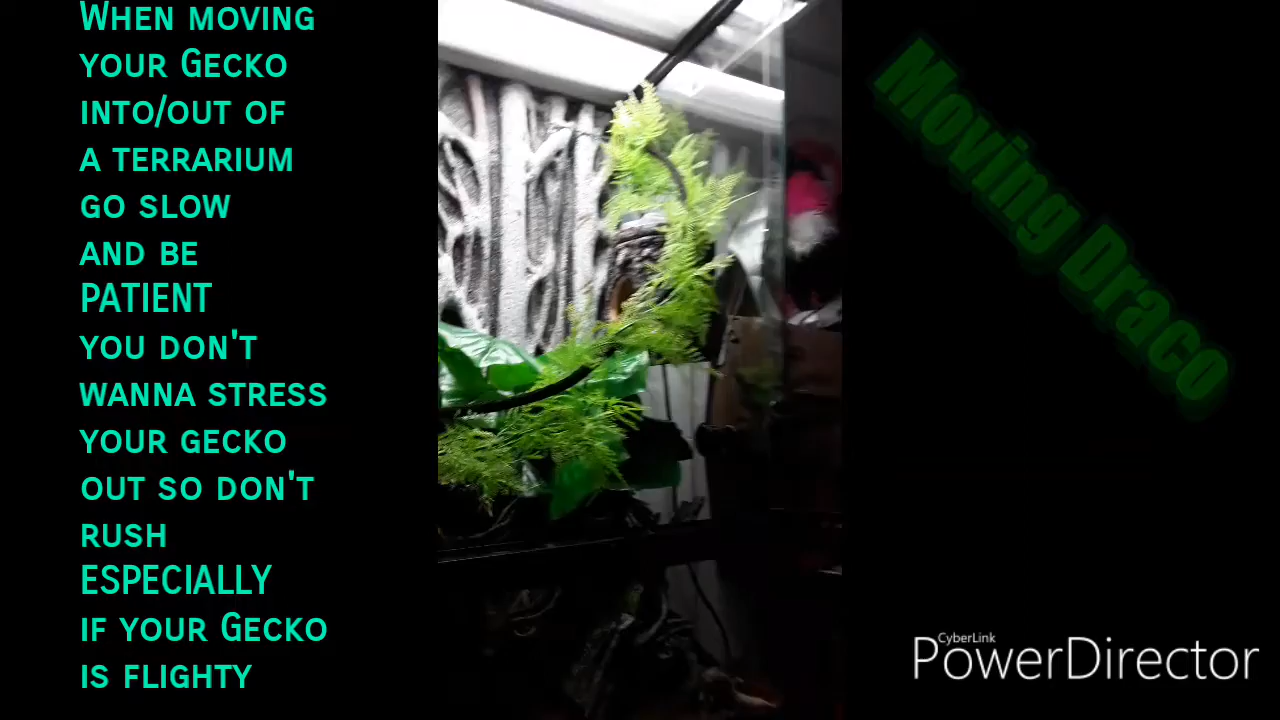 When moving
your Gecko
into/out of
a terrarium
go slow
and be
PATIENT
you don't
wanna stress
your gecko
out so don't
rush
ESPECIALLY
if your Gecko
is flighty
Moving Draco
CyberLink
PowerDirector